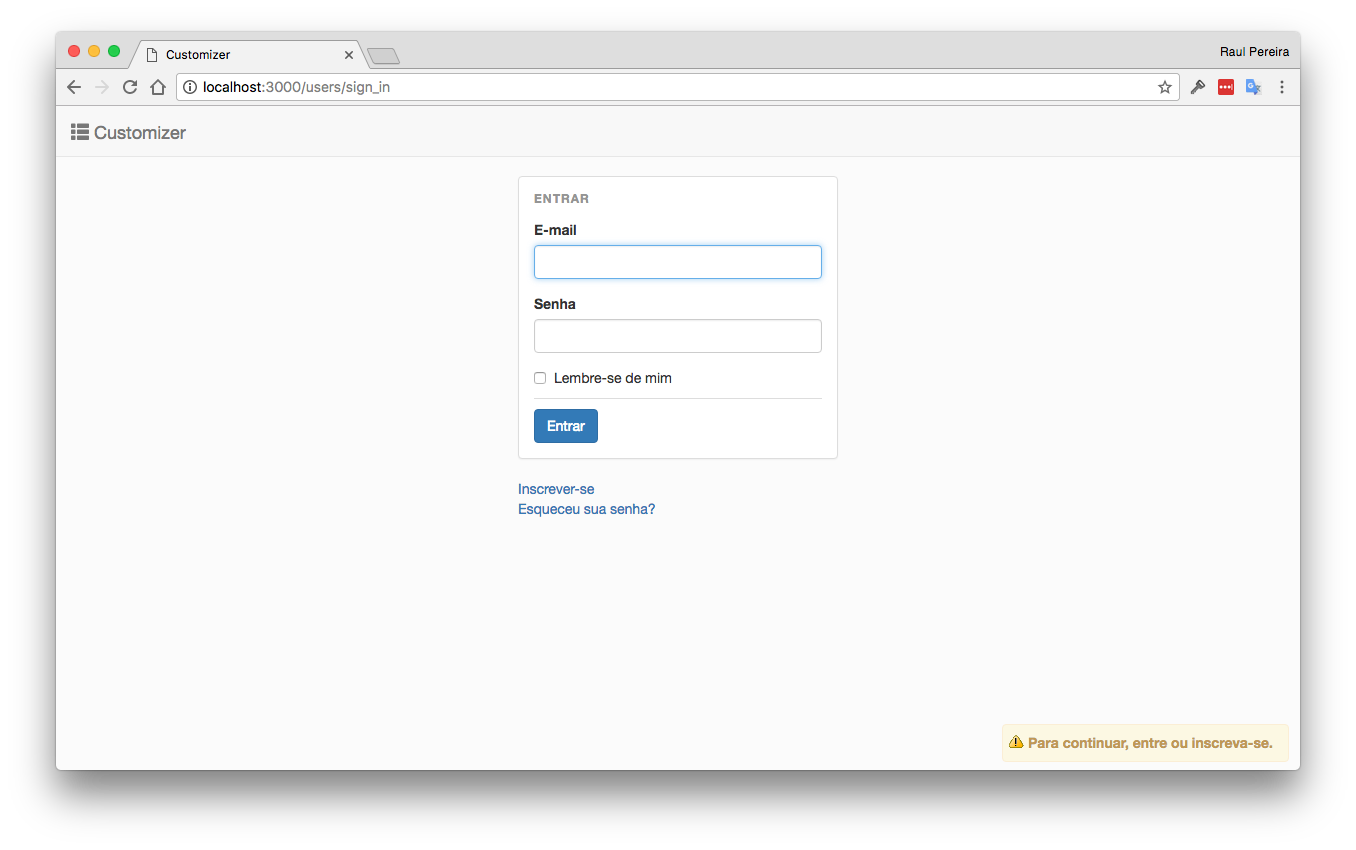 Customizer
Raul Pereira
localhost:3000/users/sign_in
Customizer
ENTRAR
E-mail
Senha
Lembre-se de mim
Entrar
Inscrever-se
Esqueceu sua senha?
Para continuar, entre ou inscreva-se.